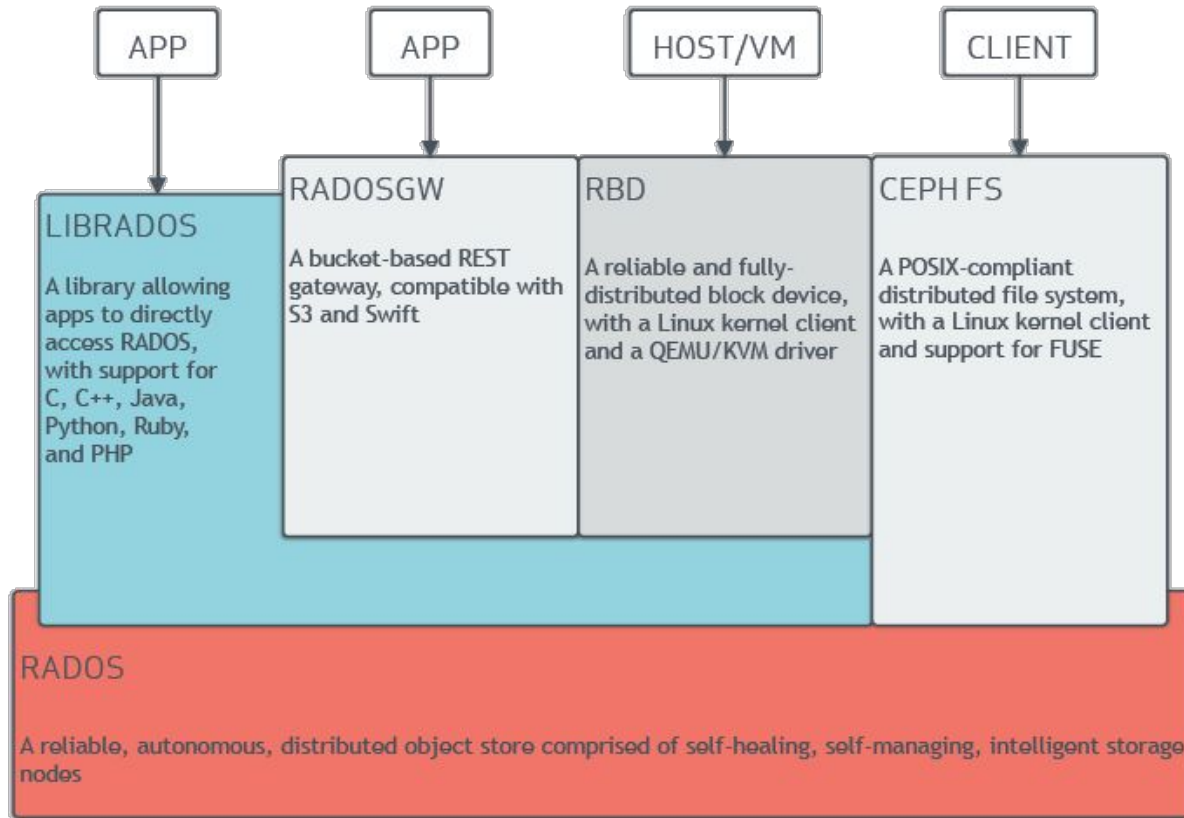 APP
APP
HOST/VM
CLIENT
LIBRADOS
A library allowing
apps to directly
access RADOS,
with support for
C, C++, Java,
Python, Ruby,
and PHP
RADOSGW
A bucket-based REST
gateway, compatible with
S3 and Swift
RBD
A reliable and fully-
distributed block device,
with a Linux kernel client
and a QEMU/KVM driver
CEPH FS
A POSIX-compliant
distributed file system,
with a Linux kernel client
and support for FUSE
RADOS
A reliable, autonomous, distributed object store comprised of self-healing, self-managing, intelligent storage
nodes